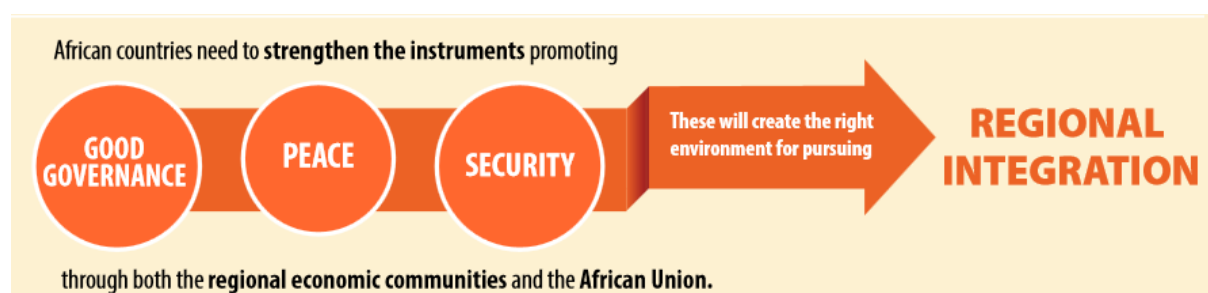 African countries need to strengthen the instruments promoting
GOOD
GOVERNANCE
PEACE
SECURITY
These will create the right
environment for pursuing
REGIONAL
INTEGRATION
through both the regional economic communities and the African Union.